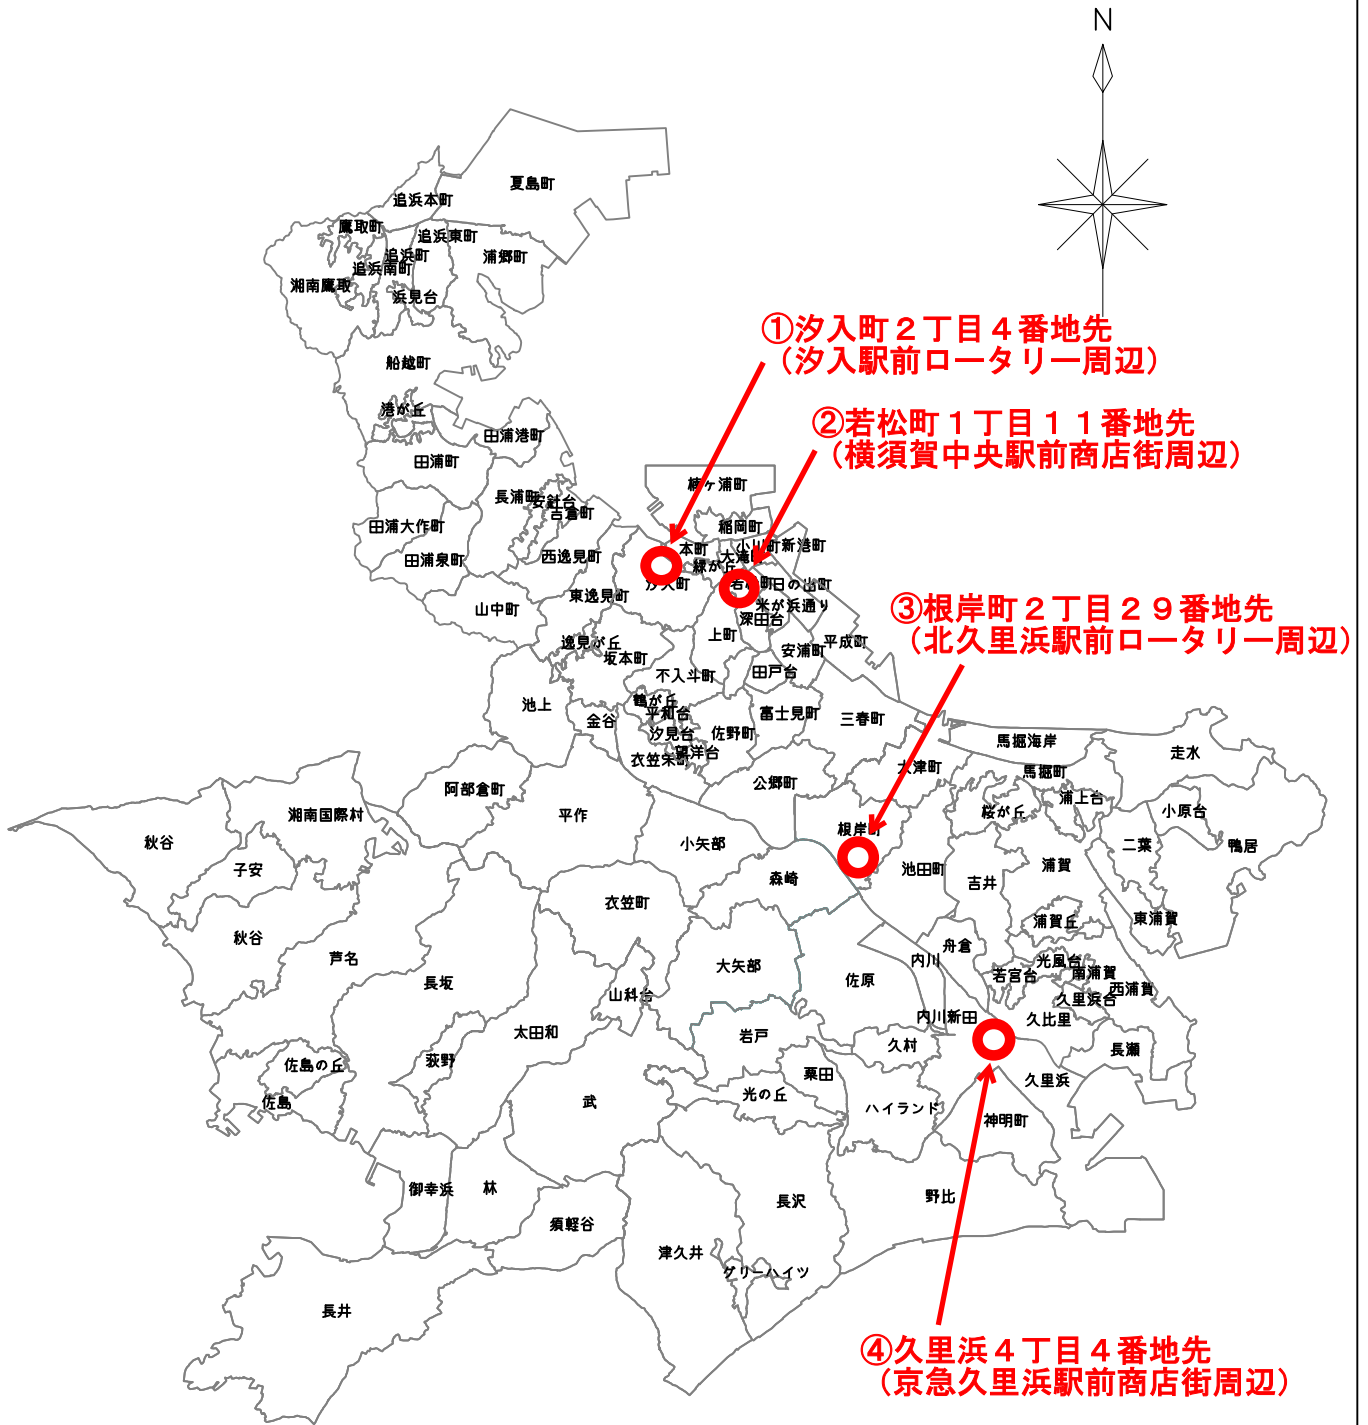 N
夏島町
追浜本町
鷹取町
追浜東町
追浜町
浦郷町
追浜南町
湘南鷹取
浜見台
①汐入町２丁目４番地先
（汐入駅前ロータリー周辺）
船越町
港が丘
②若松町１丁目１１番地先
（横須賀中央駅前商店街周辺）
田浦港町
田浦町
楠ヶ浦町
長浦町
安針台
吉倉町
田浦大作町
稲岡町
小川町
新港町
本町
大滝町
田浦泉町
西逸見町
緑が丘
汐入町
若松町
日の出町
東逸見町
山中町
米が浜通り
深田台
③根岸町２丁目２９番地先
（北久里浜駅前ロータリー周辺）
上町
逸見が丘
坂本町
安浦町
平成町
不入斗町
田戸台
池上
鶴が丘
平和台
富士見町
三春町
金谷
汐見台
佐野町
望洋台
衣笠栄町
馬堀海岸
走水
大津町
馬堀町
公郷町
阿部倉町
浦上台
桜が丘
小原台
湘南国際村
平作
根岸町
秋谷
小矢部
二葉
鴨居
子安
森崎
池田町
吉井
浦賀
衣笠町
浦賀丘
東浦賀
秋谷
舟倉
芦名
大矢部
内川
光風台
南浦賀
長坂
佐原
若宮台
西浦賀
山科台
久里浜台
内川新田
久比里
太田和
岩戸
久村
長瀬
荻野
佐島の丘
粟田
久里浜
佐島
武
光の丘
ハイランド
神明町
御幸浜
林
長沢
野比
須軽谷
津久井
グリーンハイツ
長井
④久里浜４丁目４番地先
（京急久里浜駅前商店街周辺）